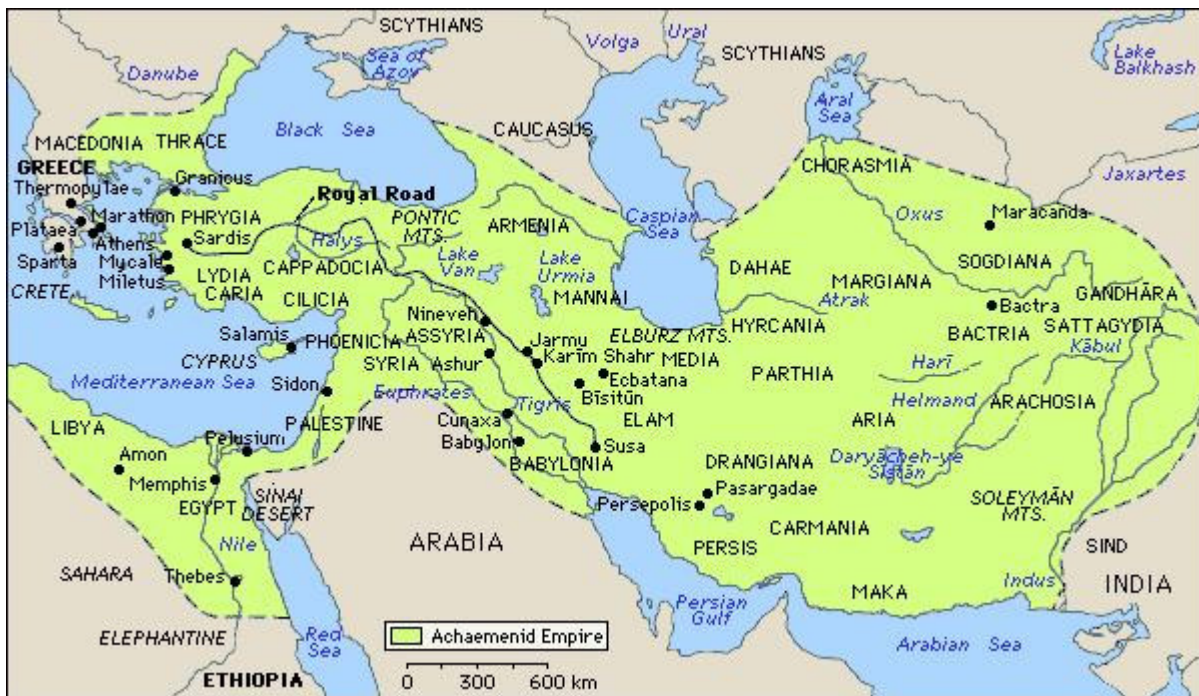 SCYTHIANS
Volga
Ural
SCYTHIANS
Lake
Balkhash
Danube
Sea of
Azov
Aral
Sea
Black Sea
CAUCASUS
MACEDONIA
THRACE
CHORASMIA
GREECE
Thermopylae
Granicus
Royal Road
Jaxartes
Caspian
Sea
Oxus
Maracanda
Marathon
PHRYGIA
PONTIC
MTS.
ARMENIA
Plataea
Athens
Sardis
Halys
Sparta
Mycale
Miletus
LYDIA
CARIA
CAPPADOCIA
Lake
Van
Lake
Urmia
DAHAE
MARGIANA
SOGDIANA
CRETE
CILICIA
MANNAI
Atrak
Bactra
GANDHĀRA
Nineveh
HYRCANIA
BACTRIA
SATTAGYDIA
Salamis
PHOENICIA
ASSYRIA
ELBURZ MTS.
Kābul
CYPRUS
SYRIA
Ashur
Jarmu
Karīm Shahr
MEDIA
PARTHIA
Harī
Mediterranean Sea
Sidon
Euphrates
Ecbatana
Bīsitūn
Helmand
ARACHOSIA
Tigris
LIBYA
PALESTINE
Cunaxa
ELAM
ARIA
Pelusium
Babylon
Susa
Amon
BABYLONIA
DRANGIANA
Daryācheh-ye
Sīstān
Memphis
EGYPT
SINAI
DESERT
Pasargadae
SOLEYMĀN
MTS.
Persepolis
CARMANIA
Nile
ARABIA
PERSIS
SIND
SAHARA
Thebes
MAKA
Indus
INDIA
Persian
Gulf
ELEPHANTINE
Red
Sea
Achaemenid Empire
Arabian Sea
ETHIOPIA
0 300 600 km